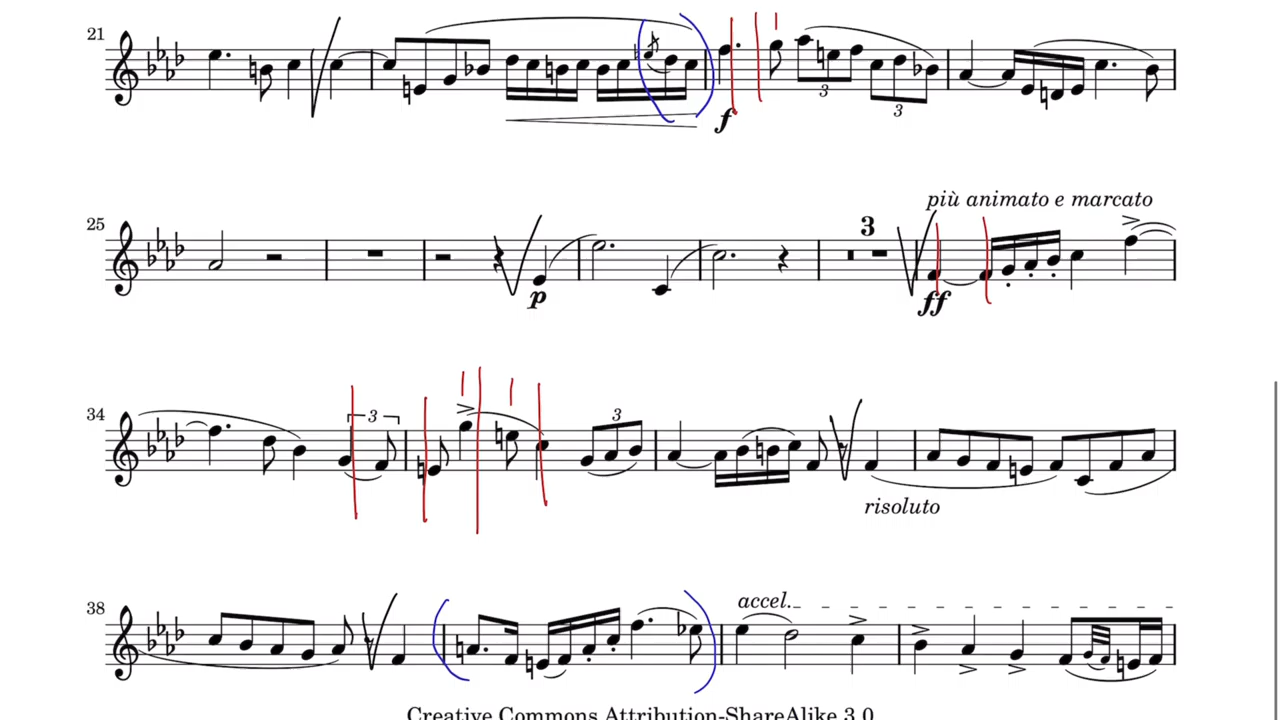 21
3
3
f
25
più animato e marcato
3
p
ff
34
3
3
risoluto
38
accel.
Creative Commons Attribution-ShareAlike 3.0